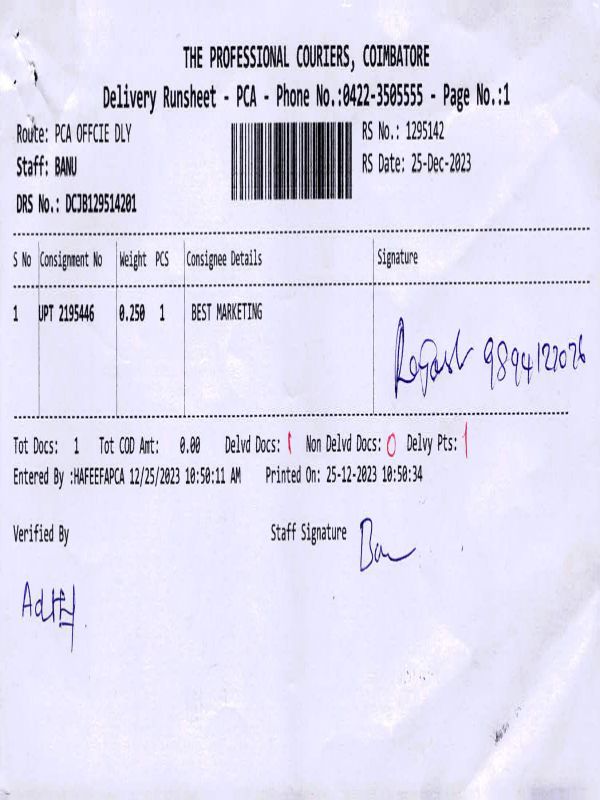 THE PROFESSIONAL COURIERS, COIMBATORE
Delivery Runsheet - PCA - Phone No.:0422-3505555 - Page No.:1
Route: PCA OFFCIE DLY
RS No.: 1295142
Staff: BANU
RS Date: 25-Dec-2023
DRS No.: DCJB129514201
S No Consignment No Weight PCS Consignee Details Signature
1 UPT 2195446 0.250 1 BEST MARKETING
9894122026
Tot Docs: 1 Tot COD Amt: 0.00 Delvd Docs: 1 Non Delvd Docs: 0 Delvy Pts: 1
Entered By :HAFEEFAPCA 12/25/2023 10:50:11 AM Printed On: 25-12-2023 10:50:34
Verified By Staff Signature